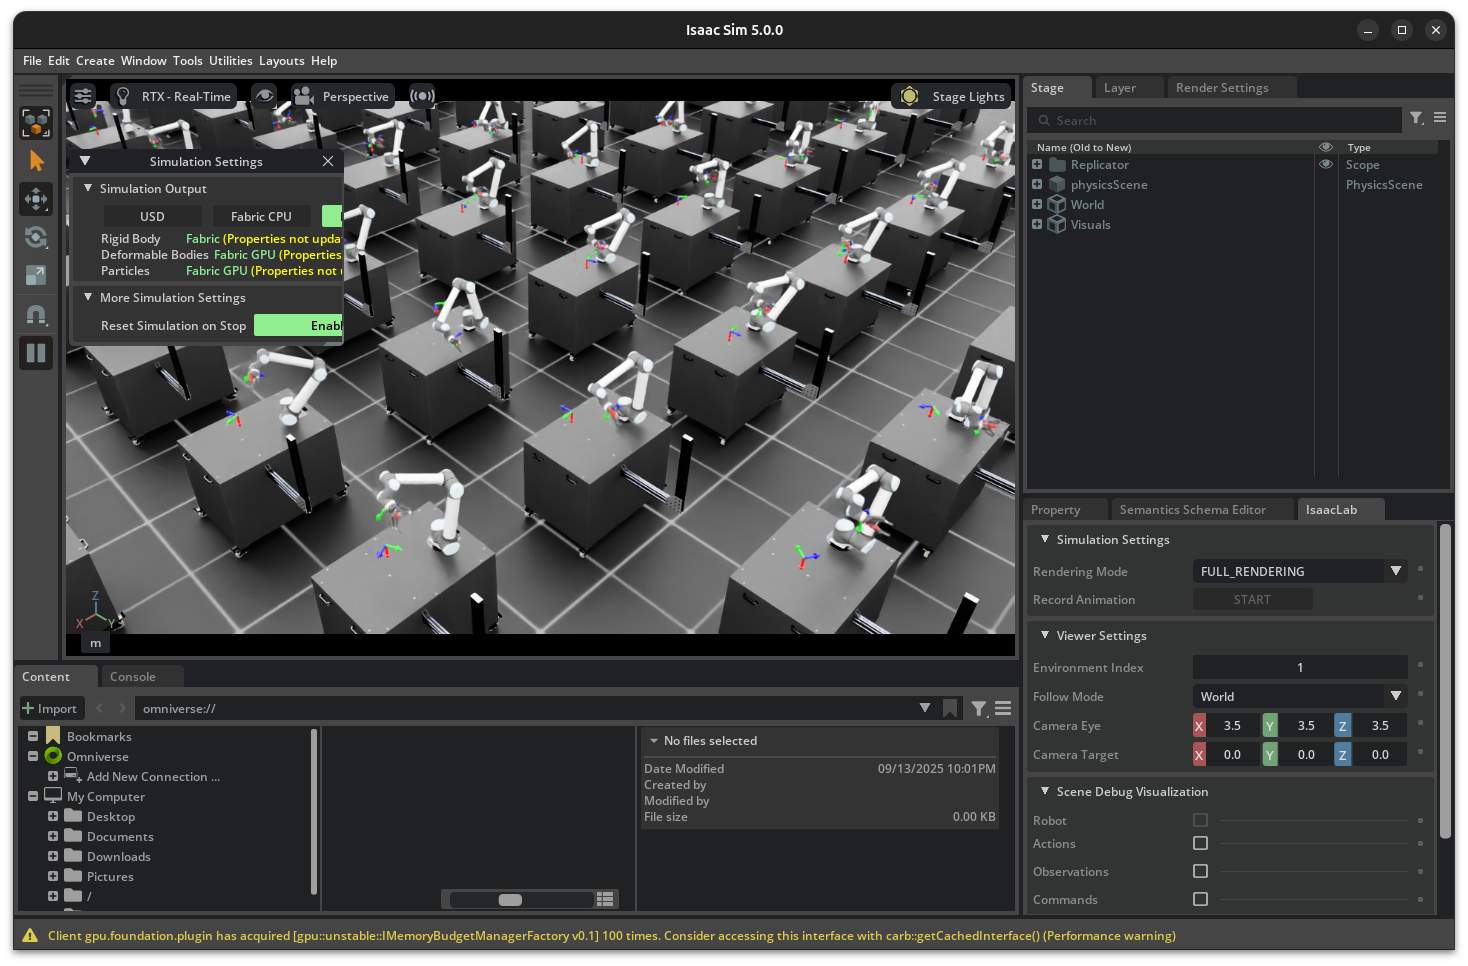 Isaac Sim 5.0.0
File Edit Create Window Tools Utilities Layouts Help
RTX - Real-Time
Perspective
Stage Lights
Simulation Settings
Simulation Output
USD
Fabric CPU
Rigid Body Fabric (Properties not upda
Deformable Bodies Fabric GPU (Properties
Particles Fabric GPU (Properties not
More Simulation Settings
Reset Simulation on Stop Enabl
Z
X
Y
m
Stage
Layer
Render Settings
Search
Name (Old to New)
Type
Replicator Scope
physicsScene PhysicsScene
World
Visuals
Property
Semantics Schema Editor
IsaacLab
Simulation Settings
Rendering Mode FULL_RENDERING
Record Animation START
Viewer Settings
Environment Index 1
Follow Mode World
Camera Eye X 3.5 Y 3.5 Z 3.5
Camera Target X 0.0 Y 0.0 Z 0.0
Scene Debug Visualization
Robot
Actions
Observations
Commands
Content
Console
Import
omniverse://
Bookmarks
Omniverse
Add New Connection ...
My Computer
Desktop
Documents
Downloads
Pictures
/
No files selected
Date Modified 09/13/2025 10:01PM
Created by
Modified by
File size 0.00 KB
Client gpu.foundation.plugin has acquired [gpu::unstable::IMemoryBudgetManagerFactory v0.1] 100 times. Consider accessing this interface with carb::getCachedInterface() (Performance warning)